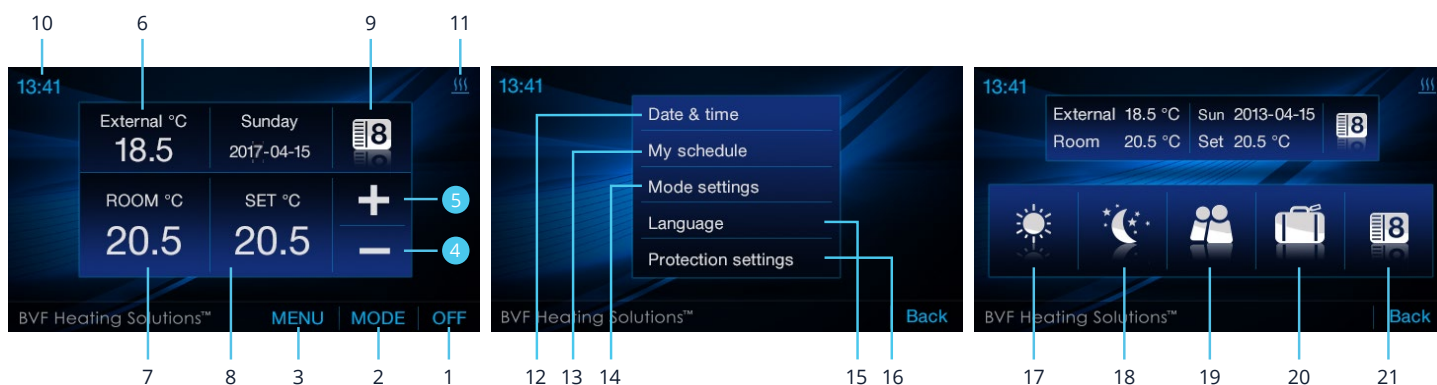 10 6 9 11
13:41
External °C
18.5
Sunday
2017-04-15
8
ROOM °C
20.5
SET °C
20.5
+
5
−
4
BVF Heating Solutions™ MENU MODE OFF
7 8 3 2 1
13:41
Date & time
My schedule
Mode settings
Language
Protection settings
BVF Heating Solutions™ Back
12 13 14 15 16
13:41
External 18.5 °C Sun 2013-04-15
Room 20.5 °C Set 20.5 °C
8
8
BVF Heating Solutions™ Back
17 18 19 20 21